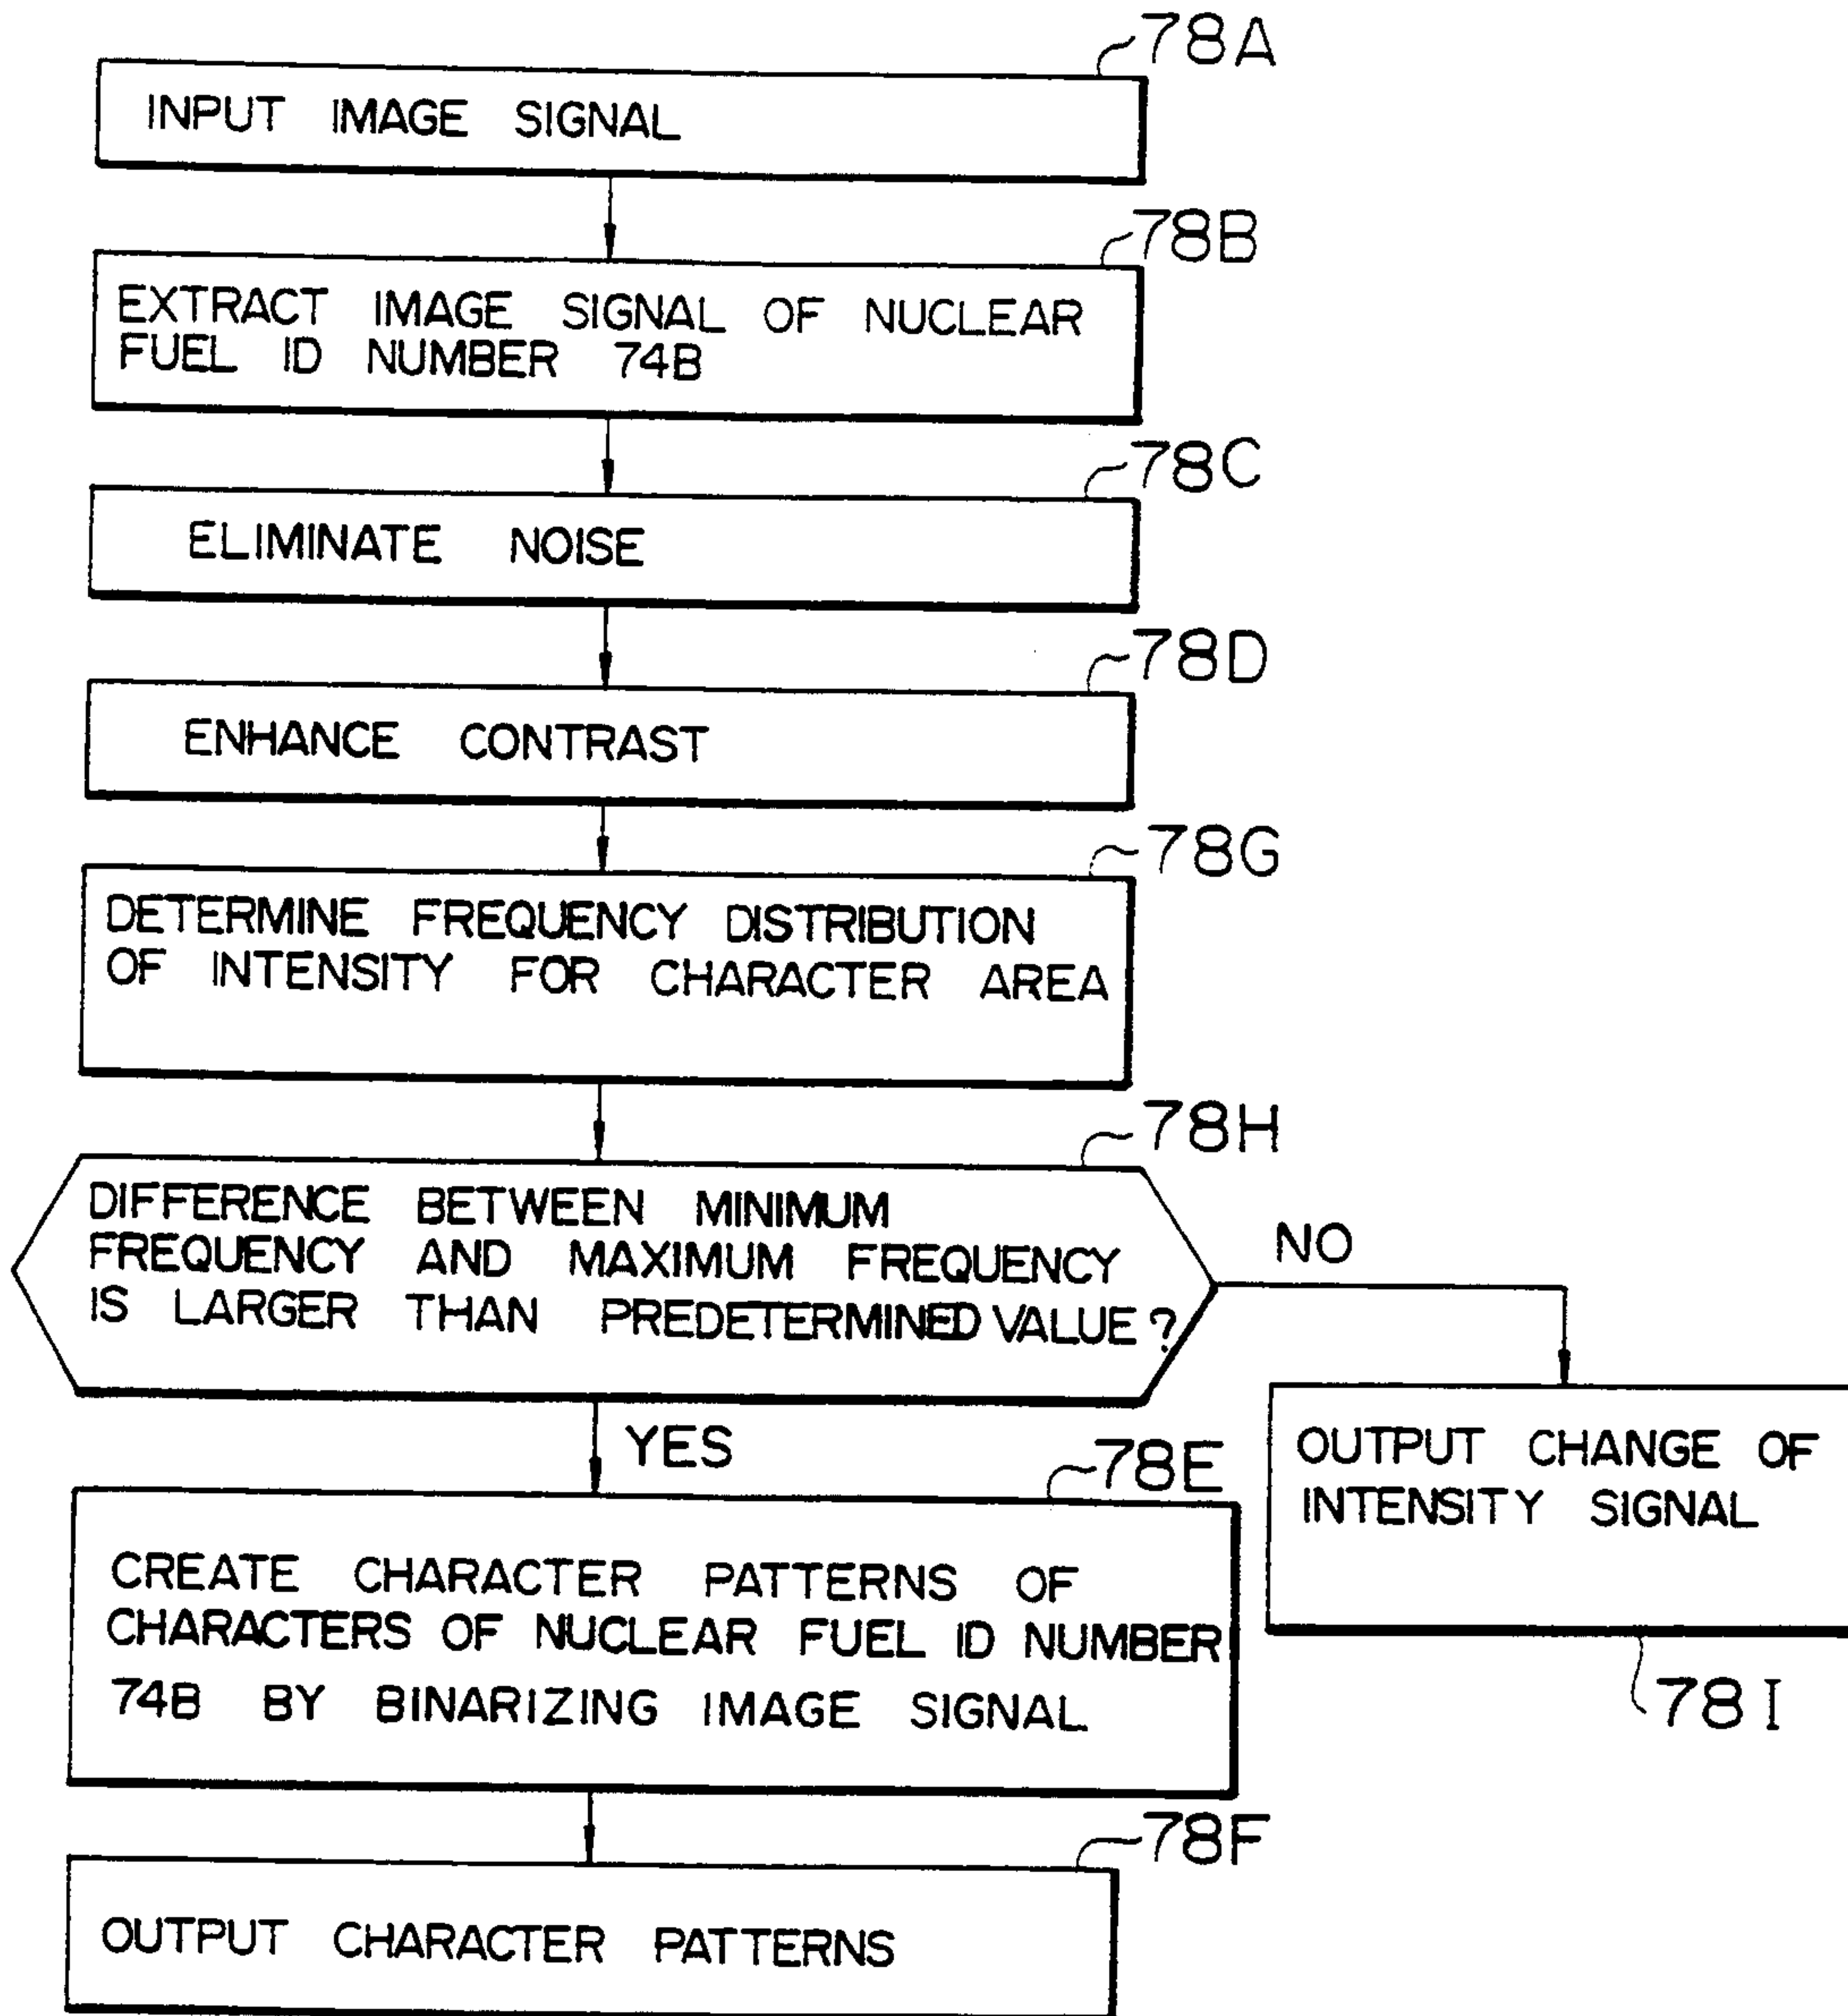 78A
INPUT IMAGE SIGNAL
78B
EXTRACT IMAGE SIGNAL OF NUCLEAR
FUEL ID NUMBER 74B
78C
ELIMINATE NOISE
78D
ENHANCE CONTRAST
78G
DETERMINE FREQUENCY DISTRIBUTION
OF INTENSITY FOR CHARACTER AREA
78H
DIFFERENCE BETWEEN MINIMUM
FREQUENCY AND MAXIMUM FREQUENCY
IS LARGER THAN PREDETERMINED VALUE?
NO
YES
OUTPUT CHANGE OF
INTENSITY SIGNAL
78I
78E
CREATE CHARACTER PATTERNS OF
CHARACTERS OF NUCLEAR FUEL ID NUMBER
74B BY BINARIZING IMAGE SIGNAL
78F
OUTPUT CHARACTER PATTERNS